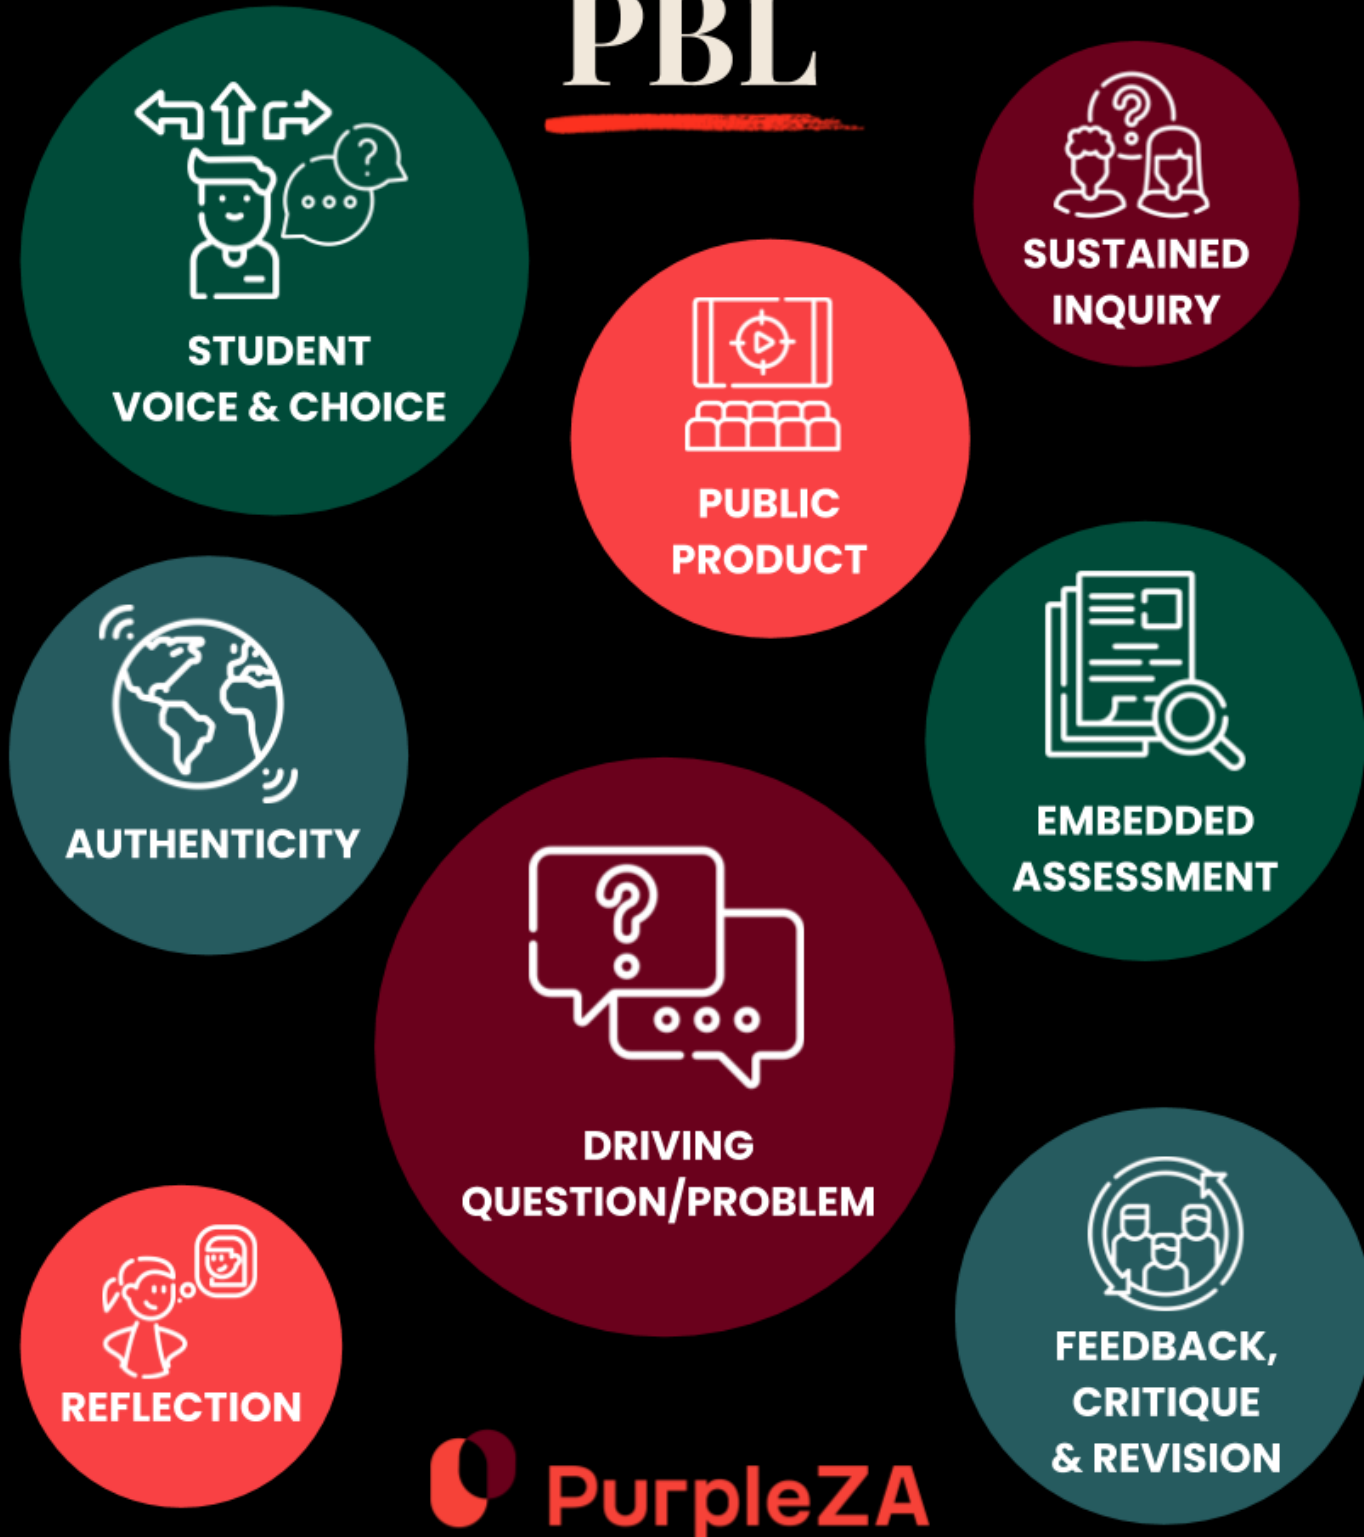 PBL
STUDENT
VOICE & CHOICE
SUSTAINED
INQUIRY
PUBLIC
PRODUCT
AUTHENTICITY
EMBEDDED
ASSESSMENT
DRIVING
QUESTION/PROBLEM
REFLECTION
FEEDBACK,
CRITIQUE
& REVISION
PurpleZA